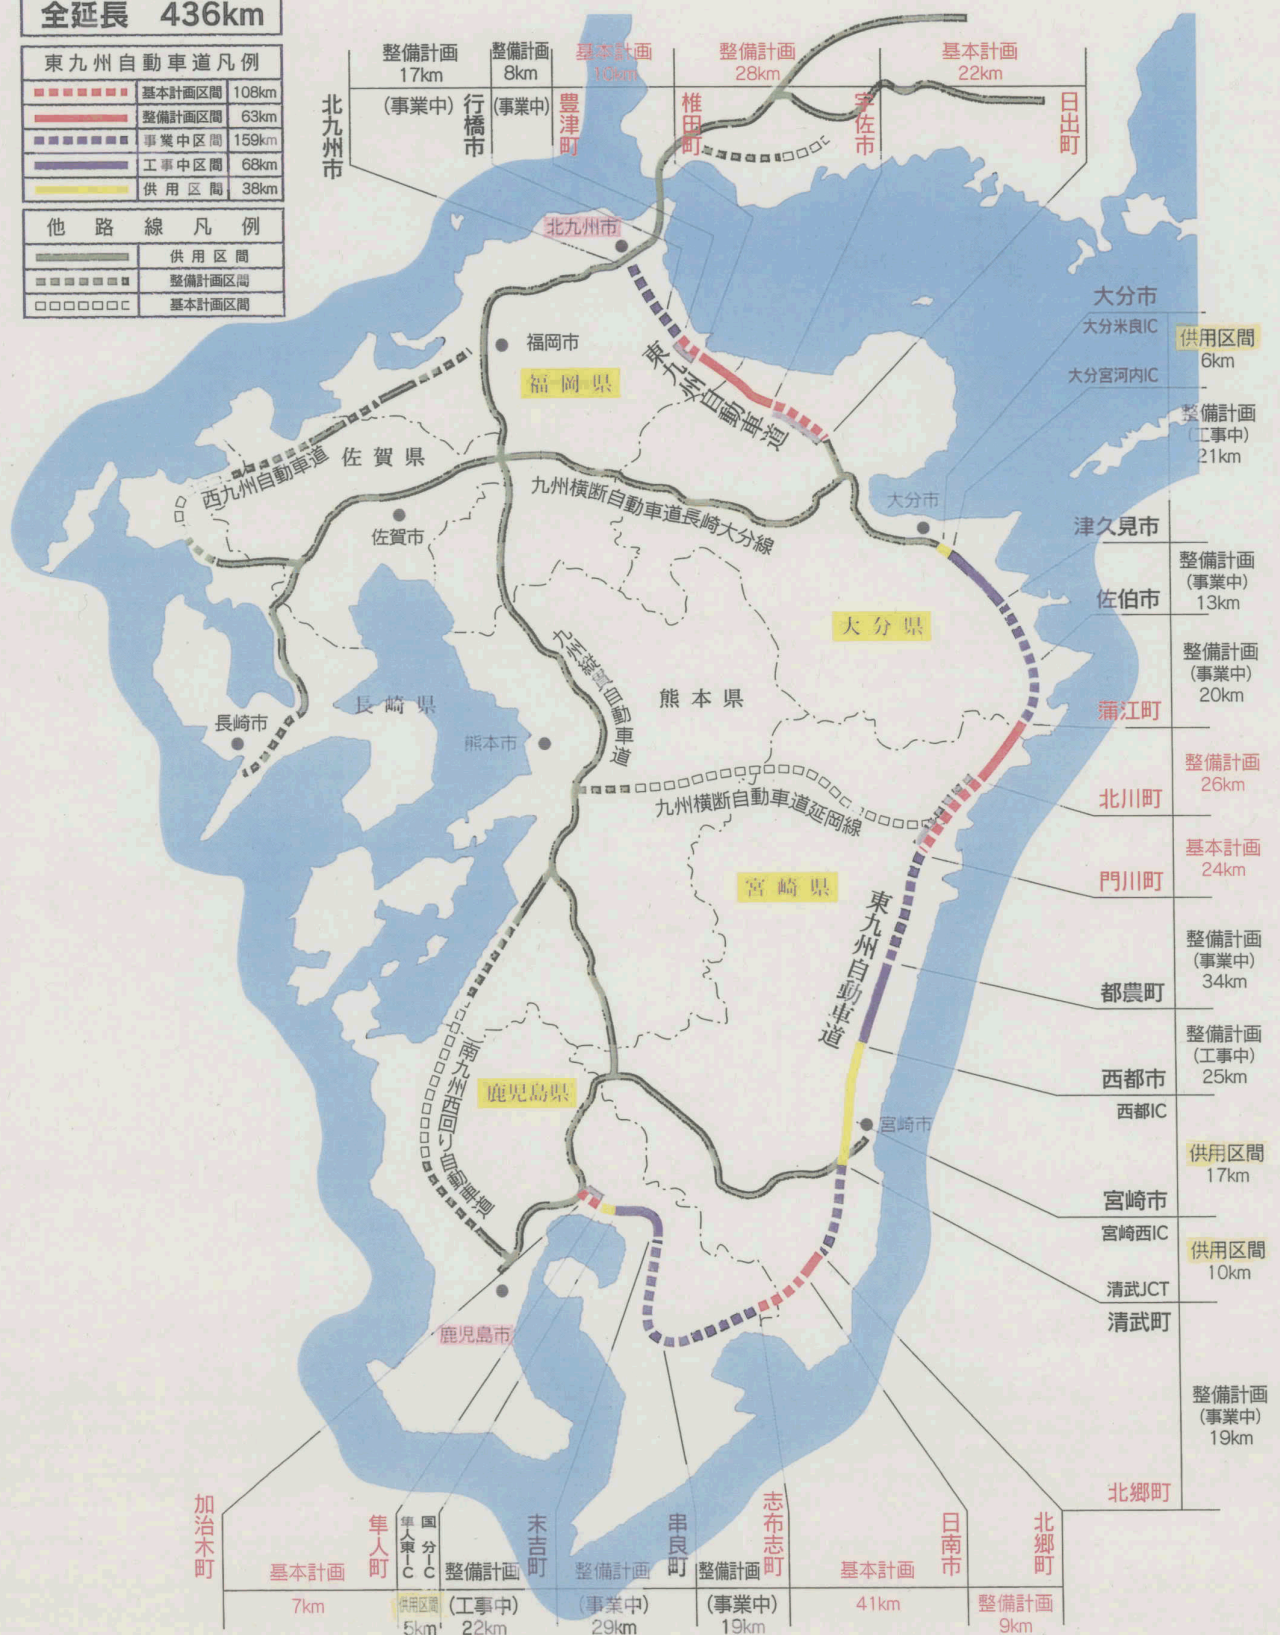 全延長 436km
東九州自動車道凡例
基本計画区間 108km
整備計画区間 63km
事業中区間 159km
工事中区間 68km
供用区間 38km
他路線凡例
供用区間
整備計画区間
基本計画区間
整備計画
17km
(事業中)
整備計画
8km
(事業中)
基本計画
10km
整備計画
28km
基本計画
22km
北九州市
行橋市
豊津町
椎田町
宇佐市
日出町
北九州市
福岡市
福岡県
東九州自動車道
佐賀県
西九州自動車道
佐賀市
九州横断自動車道長崎大分線
大分市
大分県
九州縦貫自動車道
熊本県
長崎県
長崎市
熊本市
九州横断自動車道延岡線
宮崎県
東九州自動車道
南九州西回り自動車道
鹿児島県
宮崎市
鹿児島市
大分市
大分米良IC
供用区間
6km
大分宮河内IC
整備計画
(工事中)
21km
津久見市
整備計画
(事業中)
13km
佐伯市
整備計画
(事業中)
20km
蒲江町
整備計画
26km
北川町
基本計画
24km
門川町
整備計画
(事業中)
34km
都農町
整備計画
(工事中)
25km
西都市
西都IC
供用区間
17km
宮崎市
宮崎西IC
供用区間
10km
清武JCT
清武町
整備計画
(事業中)
19km
北郷町
加治木町
基本計画
7km
隼人町
隼人東IC
国分IC
供用区間
5km
整備計画
(工事中)
22km
末吉町
整備計画
(事業中)
29km
串良町
整備計画
(事業中)
19km
志布志町
基本計画
41km
日南市
整備計画
9km
北郷町